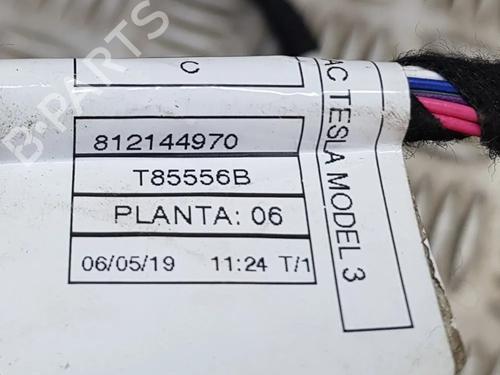 C
812144970
T85556B
PLANTA: 06
06/05/19 11:24 T/1
AC TESLA MODEL 3
B-PARTS